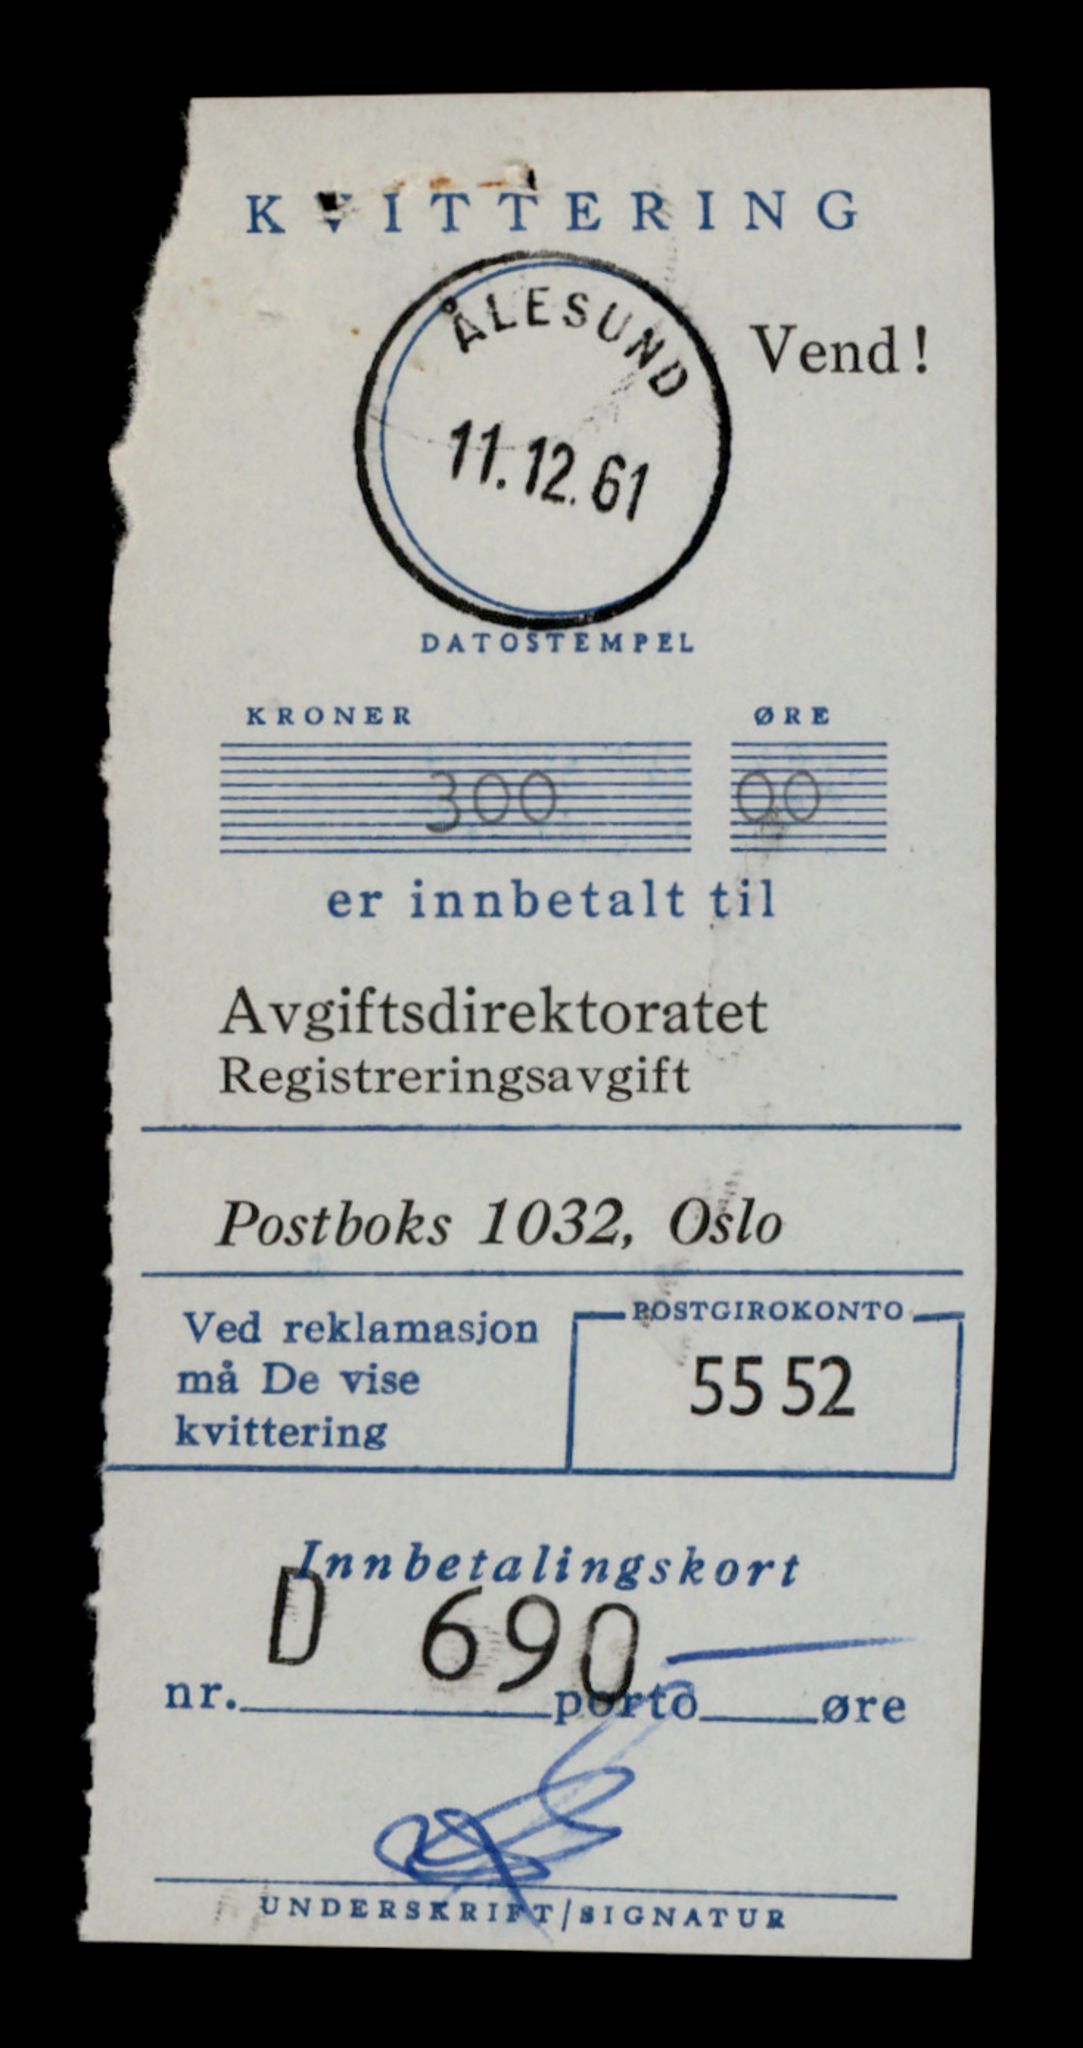 KVITTERING
ÅLESUND
Vend!
11.12.61
DATOSTEMPEL
KRONER ØRE
300 00
er innbetalt til
Avgiftsdirektoratet
Registreringsavgift
Postboks 1032, Oslo
Ved reklamasjon
må De vise
kvittering
POSTGIROKONTO
55 52
Innbetalingskort
D 690
nr. porto øre
UNDERSKRIFT/SIGNATUR